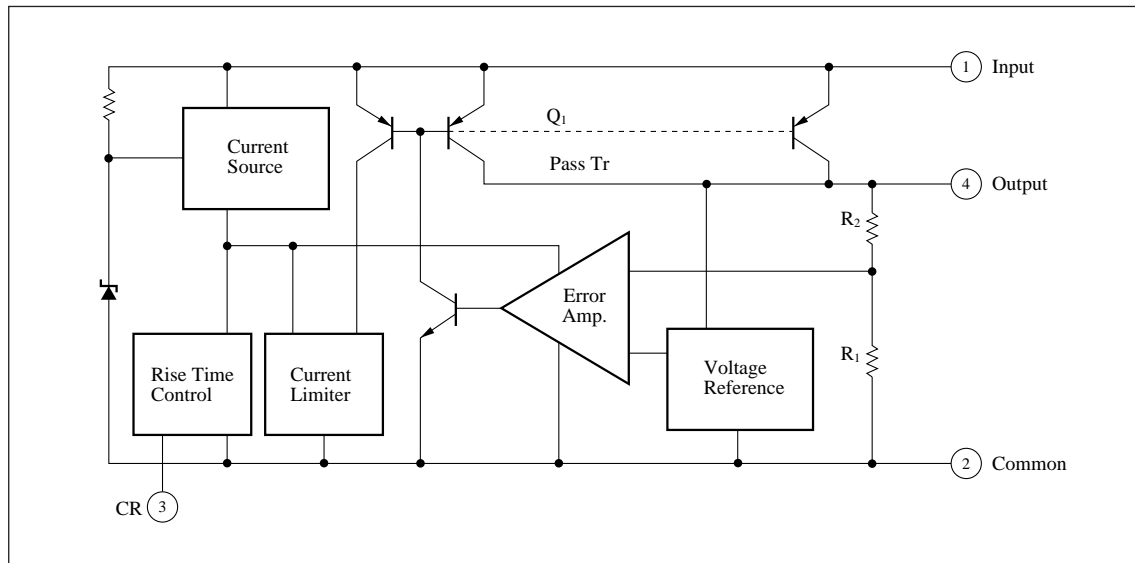 1 Input
Q1
Current
Source
Pass Tr
4 Output
R2
Error
Amp.
R1
Voltage
Reference
Rise Time
Control
Current
Limiter
2 Common
CR 3